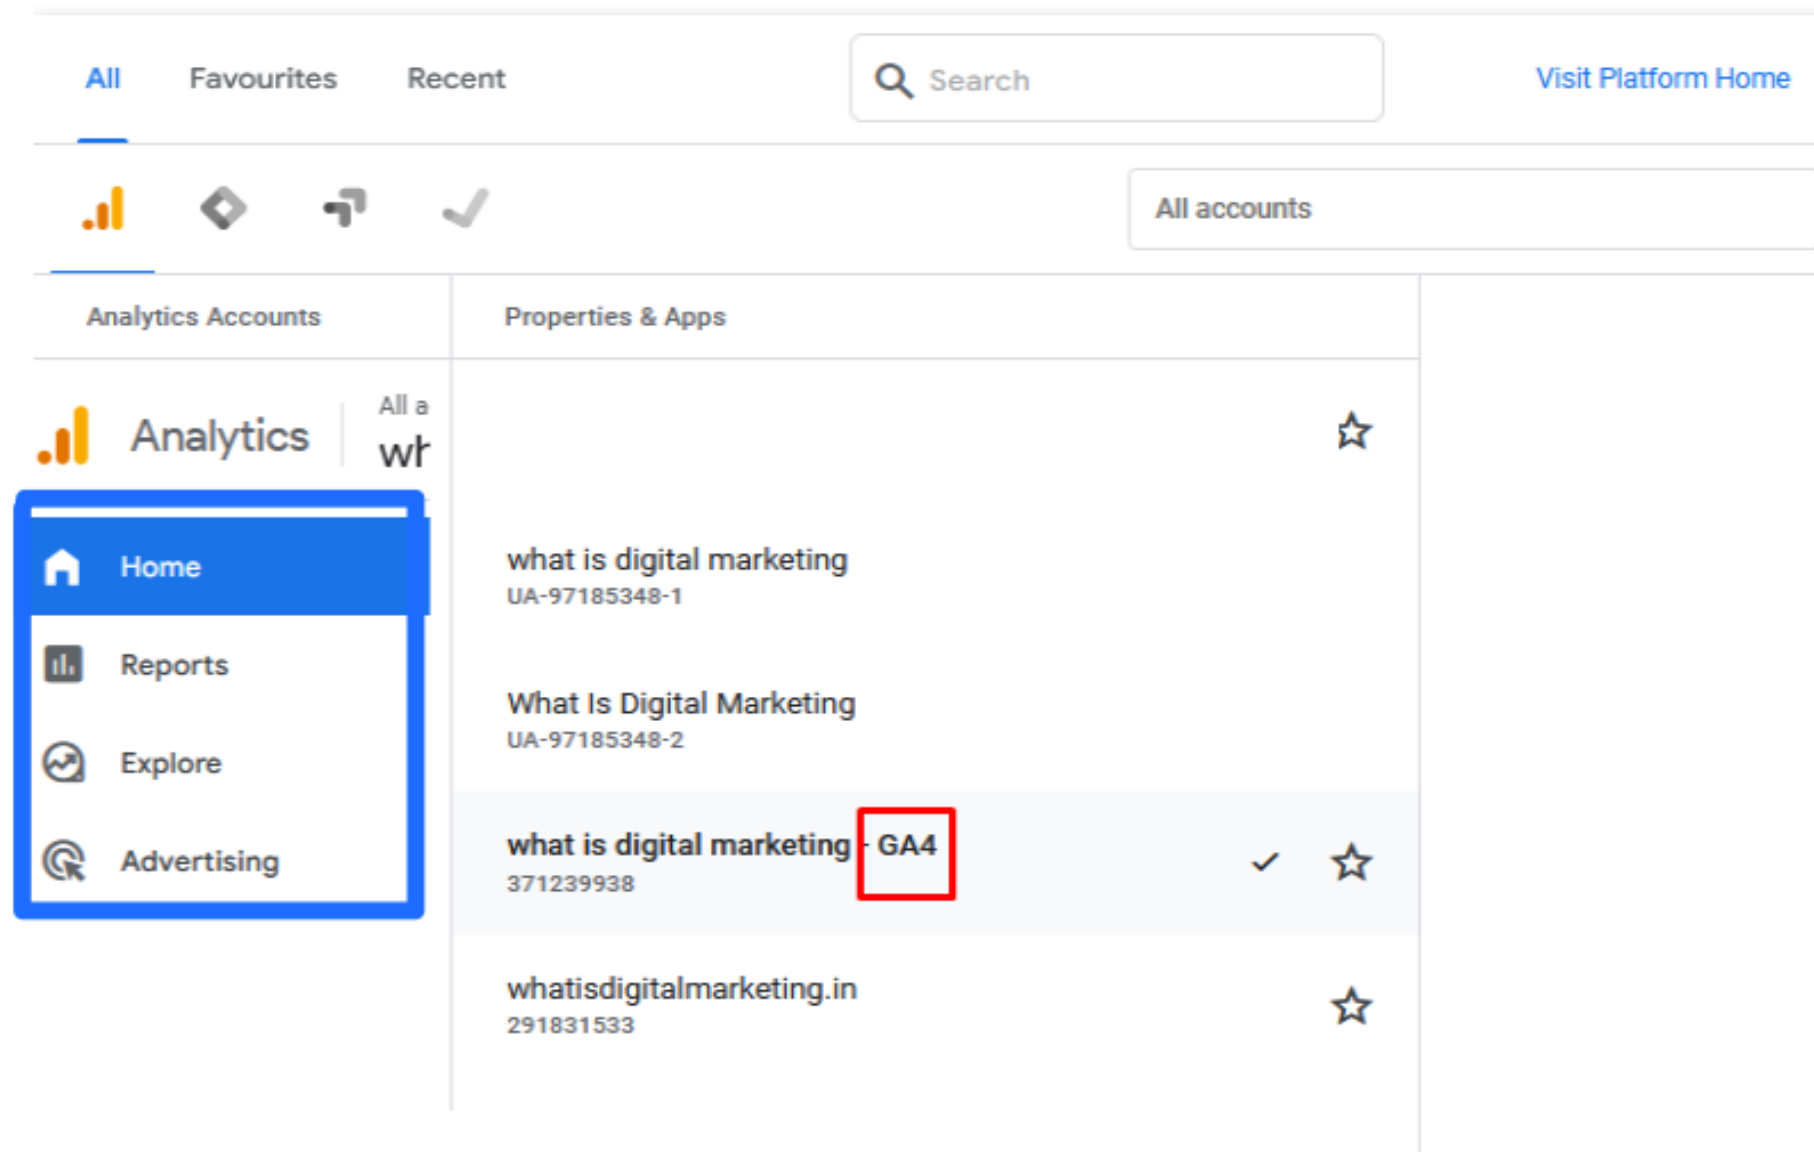 All Favourites Recent Search Visit Platform Home
All accounts
Analytics Accounts Properties & Apps
Analytics All a
wh
Home
Reports
Explore
Advertising
what is digital marketing
UA-97185348-1
What Is Digital Marketing
UA-97185348-2
what is digital marketing - GA4
371239938
whatisdigitalmarketing.in
291831533